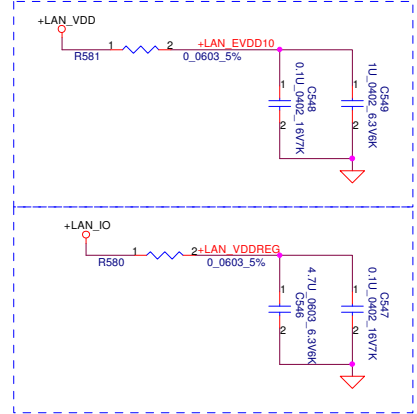 +LAN_VDD
1
2
+LAN_EVDD10
R581
0_0603_5%
1
C548
0.1U_0402_16V7K
2
1
C549
1U_0402_6.3V6K
2
+LAN_IO
1
2
+LAN_VDDREG
R580
0_0603_5%
1
4.7U_0603_6.3V6K
C546
2
1
C547
0.1U_0402_16V7K
2